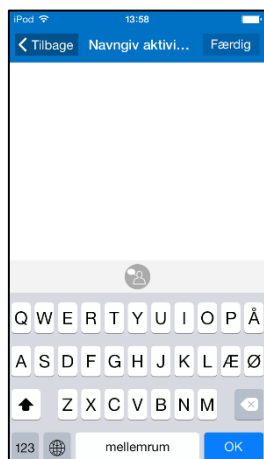 iPod 13:58
Tilbage Navngiv aktivi... Færdig
Q W E R T Y U I O P Å
A S D F G H J K L Æ Ø
Z X C V B N M
123 mellemrum OK